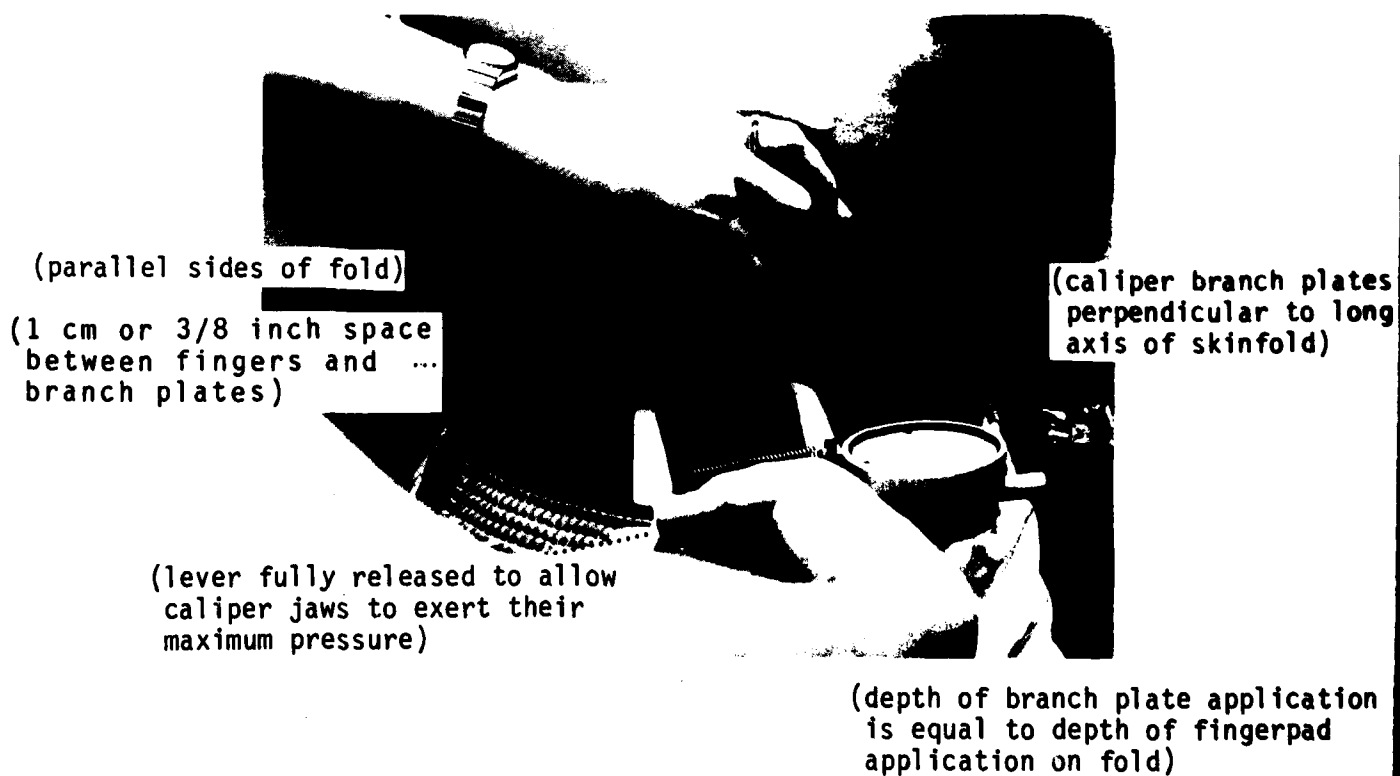 (parallel sides of fold)
(1 cm or 3/8 inch space
between fingers and ...
branch plates)
(caliper branch plates
perpendicular to long
axis of skinfold)
(lever fully released to allow
caliper jaws to exert their
maximum pressure)
(depth of branch plate application
is equal to depth of fingerpad
application on fold)